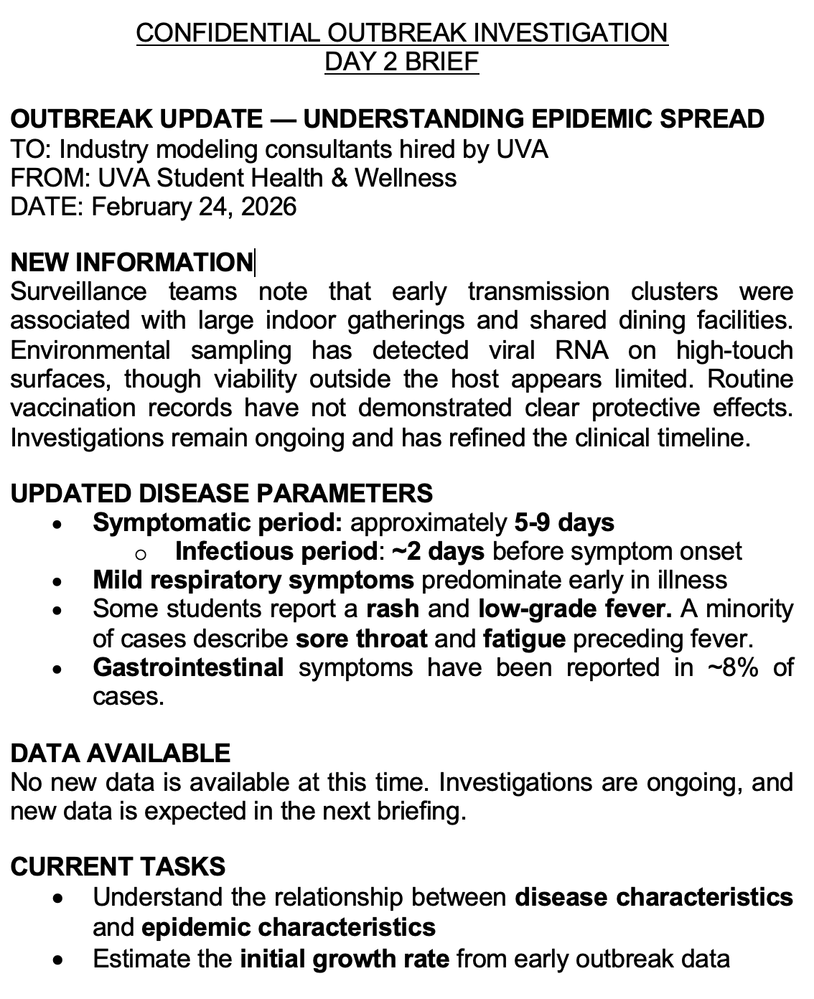 CONFIDENTIAL OUTBREAK INVESTIGATION
DAY 2 BRIEF
OUTBREAK UPDATE — UNDERSTANDING EPIDEMIC SPREAD
TO: Industry modeling consultants hired by UVA
FROM: UVA Student Health & Wellness
DATE: February 24, 2026
NEW INFORMATION
Surveillance teams note that early transmission clusters were
associated with large indoor gatherings and shared dining facilities.
Environmental sampling has detected viral RNA on high-touch
surfaces, though viability outside the host appears limited. Routine
vaccination records have not demonstrated clear protective effects.
Investigations remain ongoing and has refined the clinical timeline.
UPDATED DISEASE PARAMETERS
• Symptomatic period: approximately 5-9 days
○ Infectious period: ~2 days before symptom onset
• Mild respiratory symptoms predominate early in illness
• Some students report a rash and low-grade fever. A minority
of cases describe sore throat and fatigue preceding fever.
• Gastrointestinal symptoms have been reported in ~8% of
cases.
DATA AVAILABLE
No new data is available at this time. Investigations are ongoing, and
new data is expected in the next briefing.
CURRENT TASKS
• Understand the relationship between disease characteristics
and epidemic characteristics
• Estimate the initial growth rate from early outbreak data